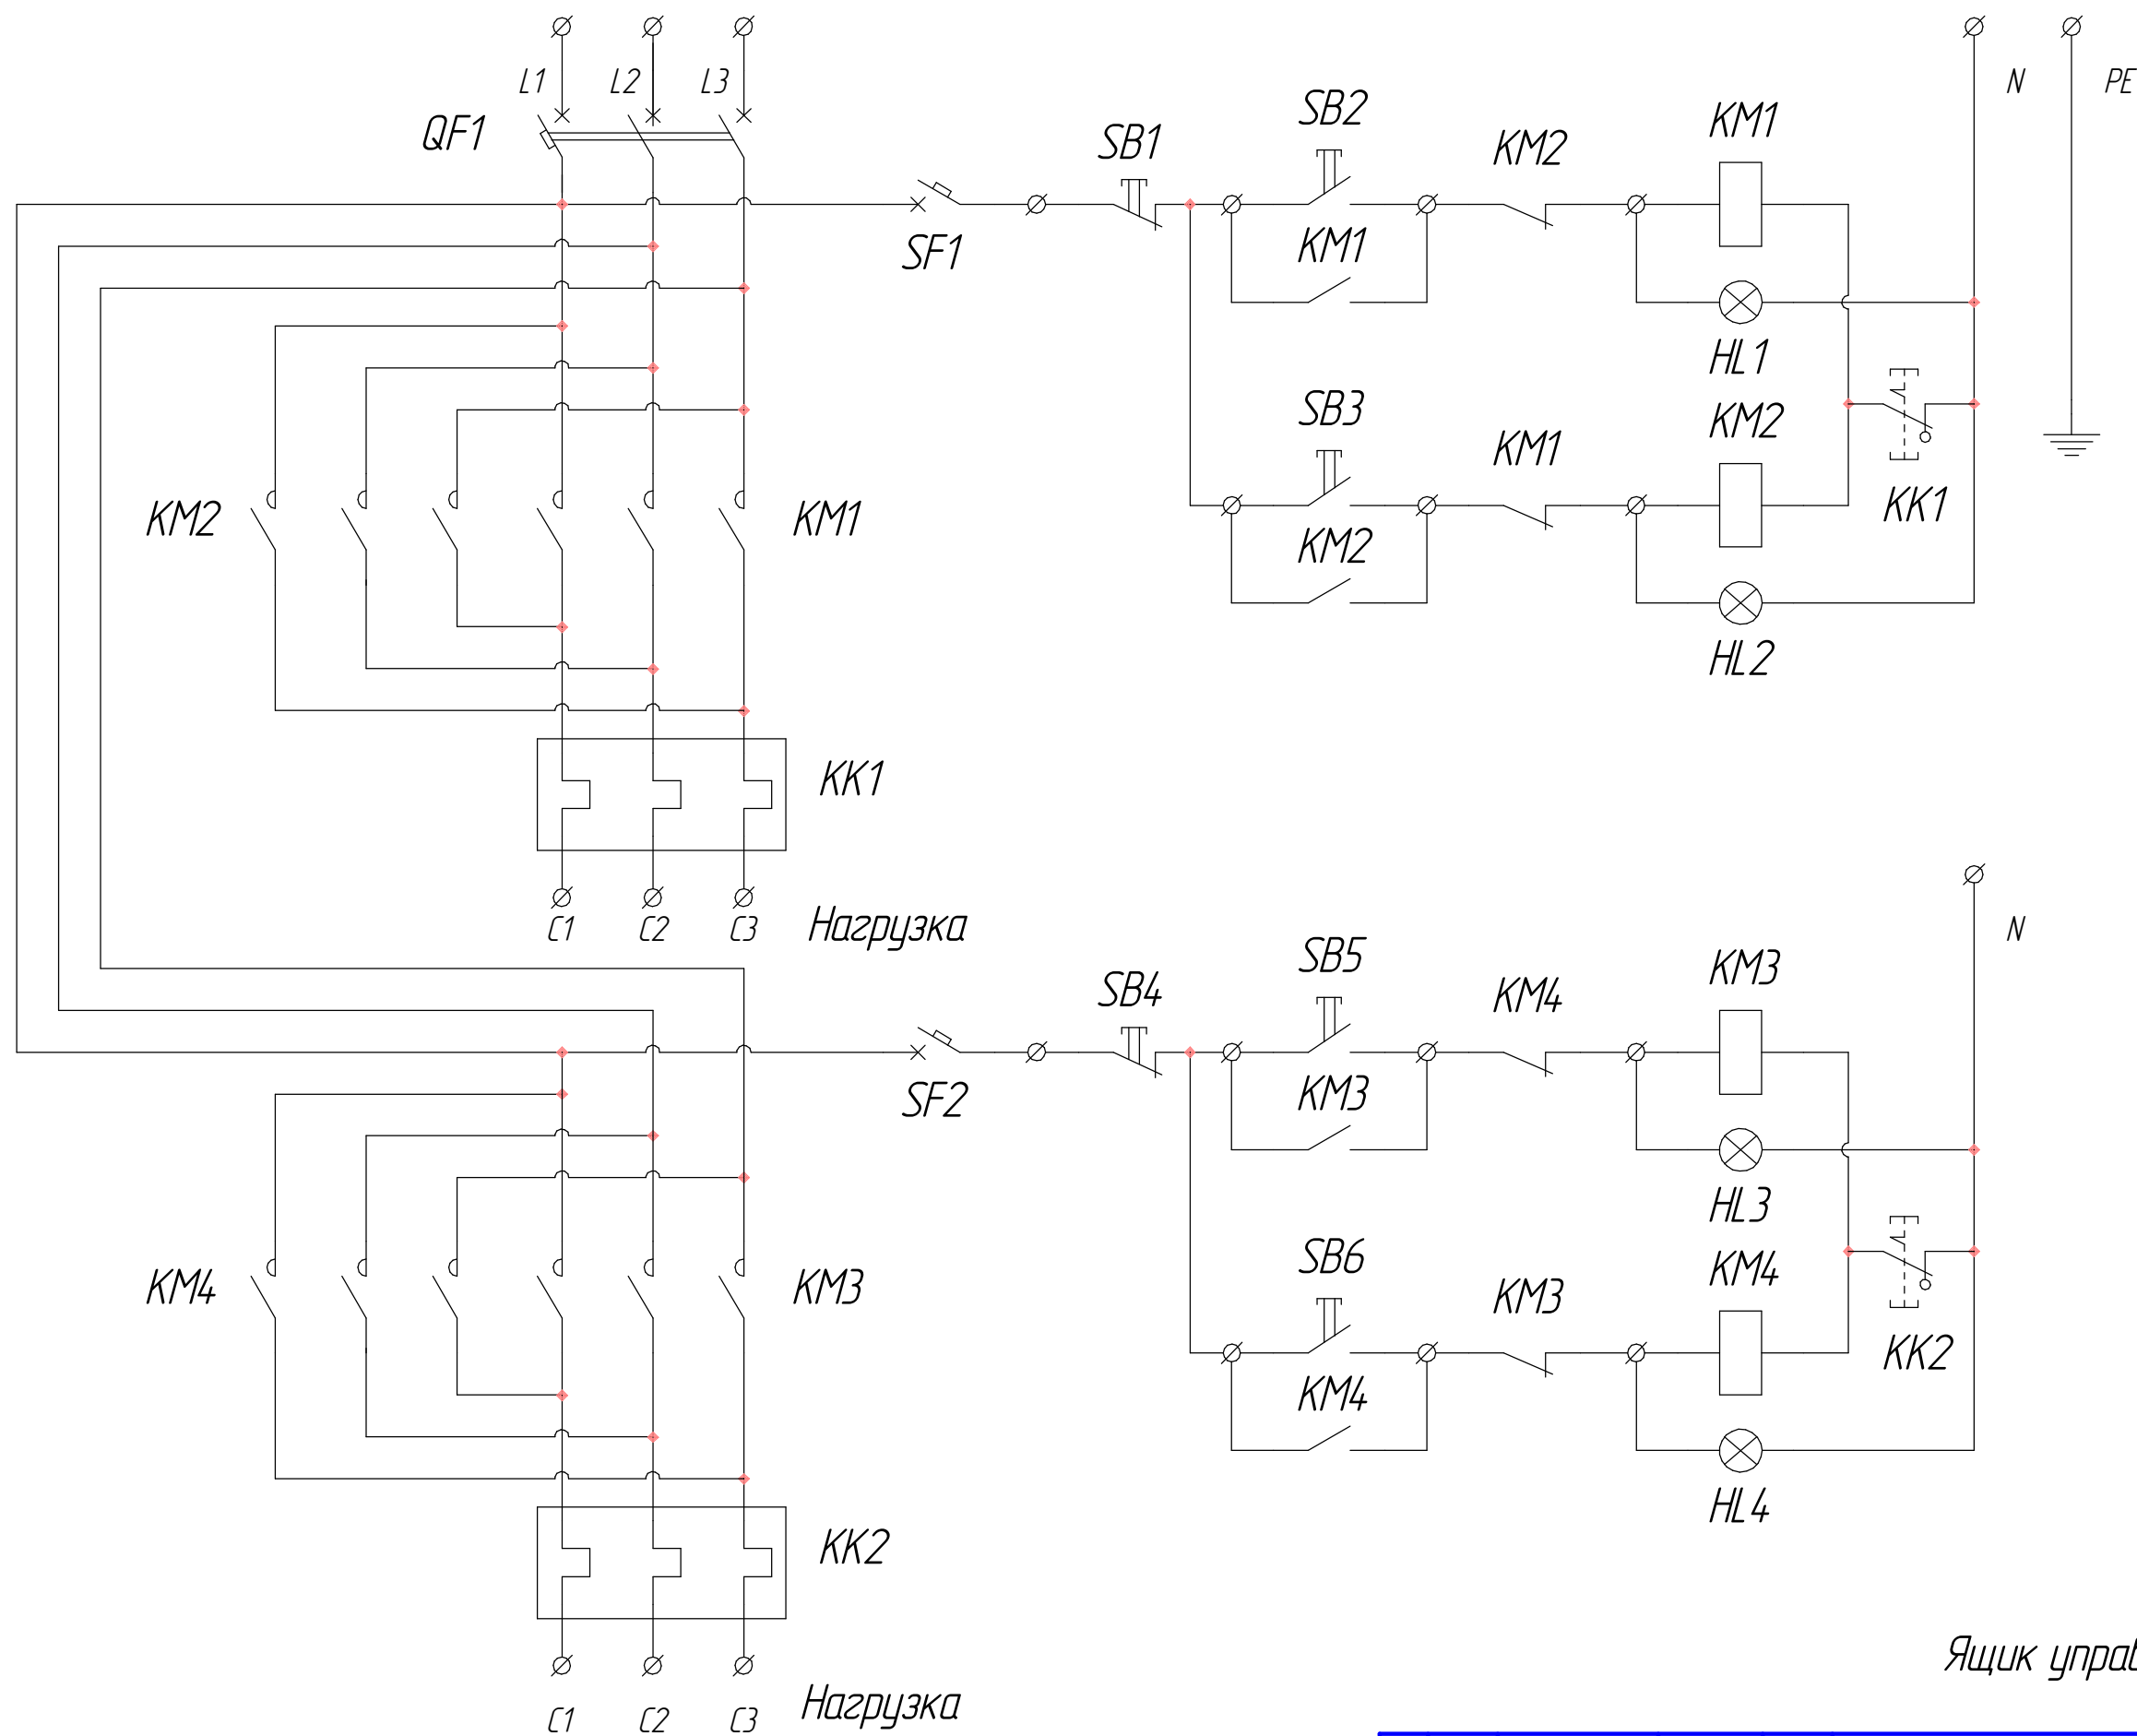 L1 L2 L3 N PE
QF1
SB1 SB2 KM2 KM1
SF1 KM1
HL1
SB3 KM1 KM2
KM2 KM1 KM2 KK1
HL2
KK1
C1 C2 C3 Нагрузка N
SB4 SB5 KM4 KM3
SF2 KM3
HL3
SB6 KM3 KM4
KM4 KM3 KM4 KK2
HL4
KK2
Ящик
C1 C2 C3 Нагрузка